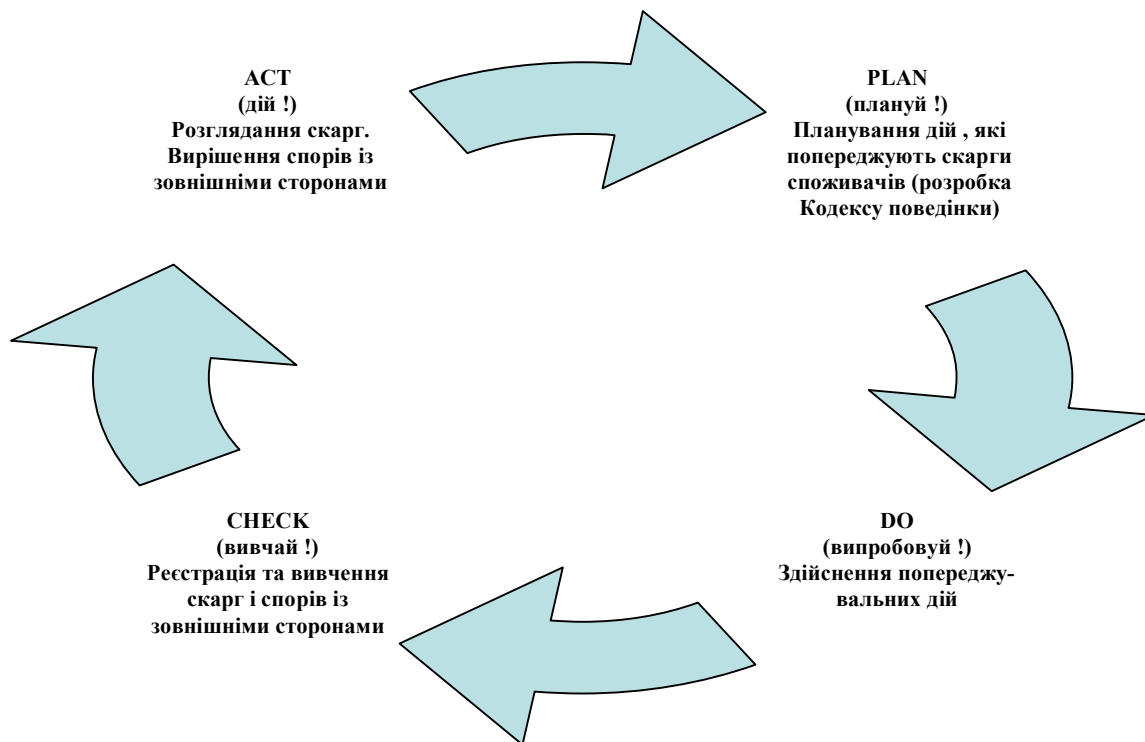 ACT
(дій !)
Розглядання скарг.
Вирішення спорів із
зовнішніми сторонами
PLAN
(плануй !)
Планування дій , які
попереджують скарги
споживачів (розробка
Кодексу поведінки)
CHECK
(вивчай !)
Реєстрація та вивчення
скарг і спорів із
зовнішніми сторонами
DO
(випробовуй !)
Здійснення попереджу-
вальних дій